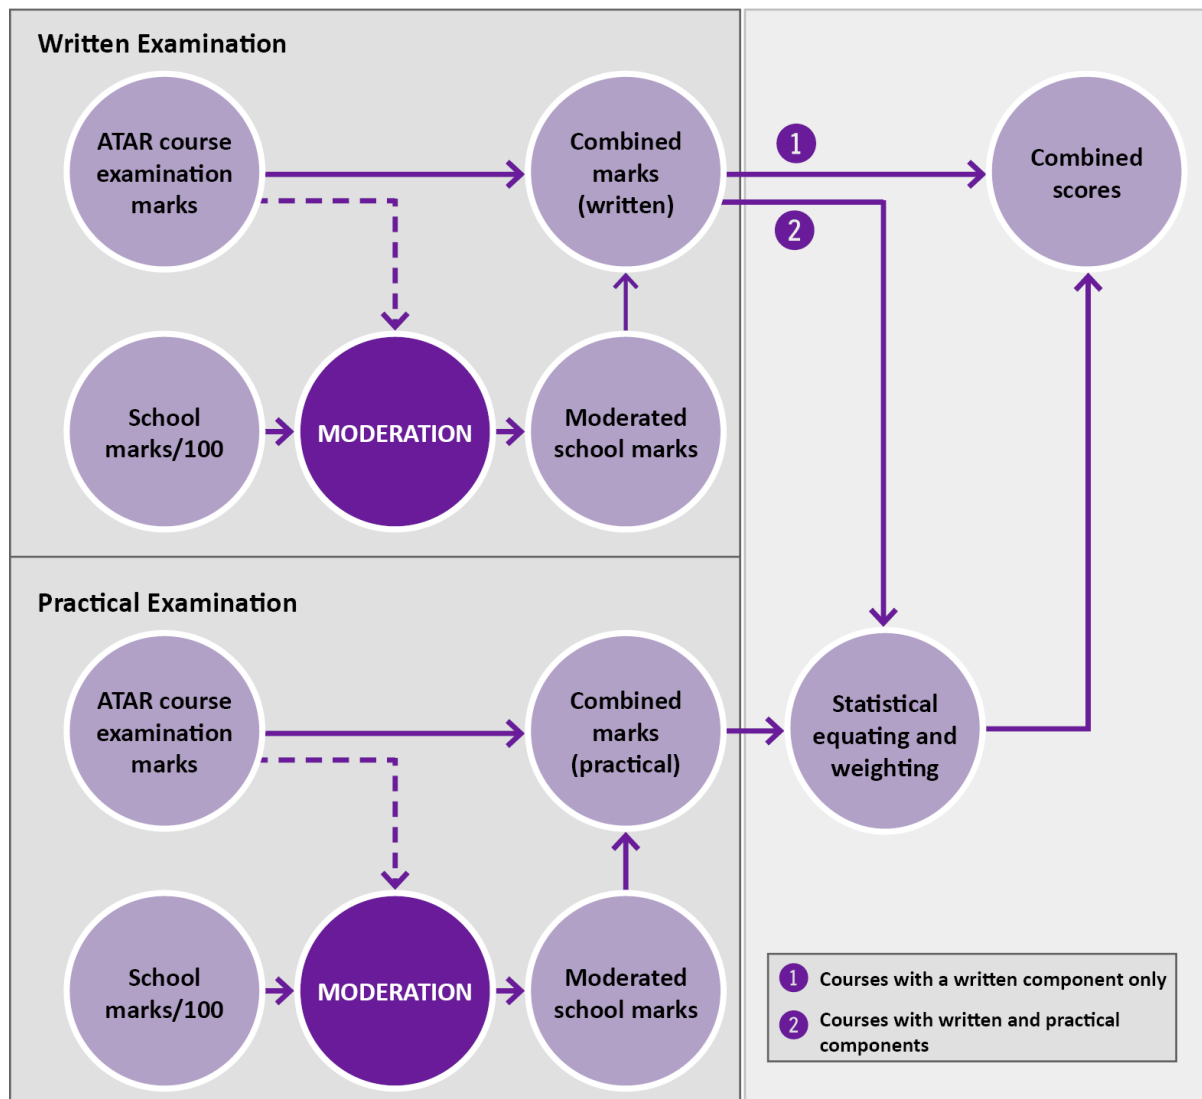 Written Examination
ATAR course
examination
marks
Combined
marks
(written)
1
2
Combined
scores
School
marks/100
MODERATION
Moderated
school marks
Practical Examination
ATAR course
examination
marks
Combined
marks
(practical)
Statistical
equating and
weighting
School
marks/100
MODERATION
Moderated
school marks
1 Courses with a written component only
2 Courses with written and practical
components